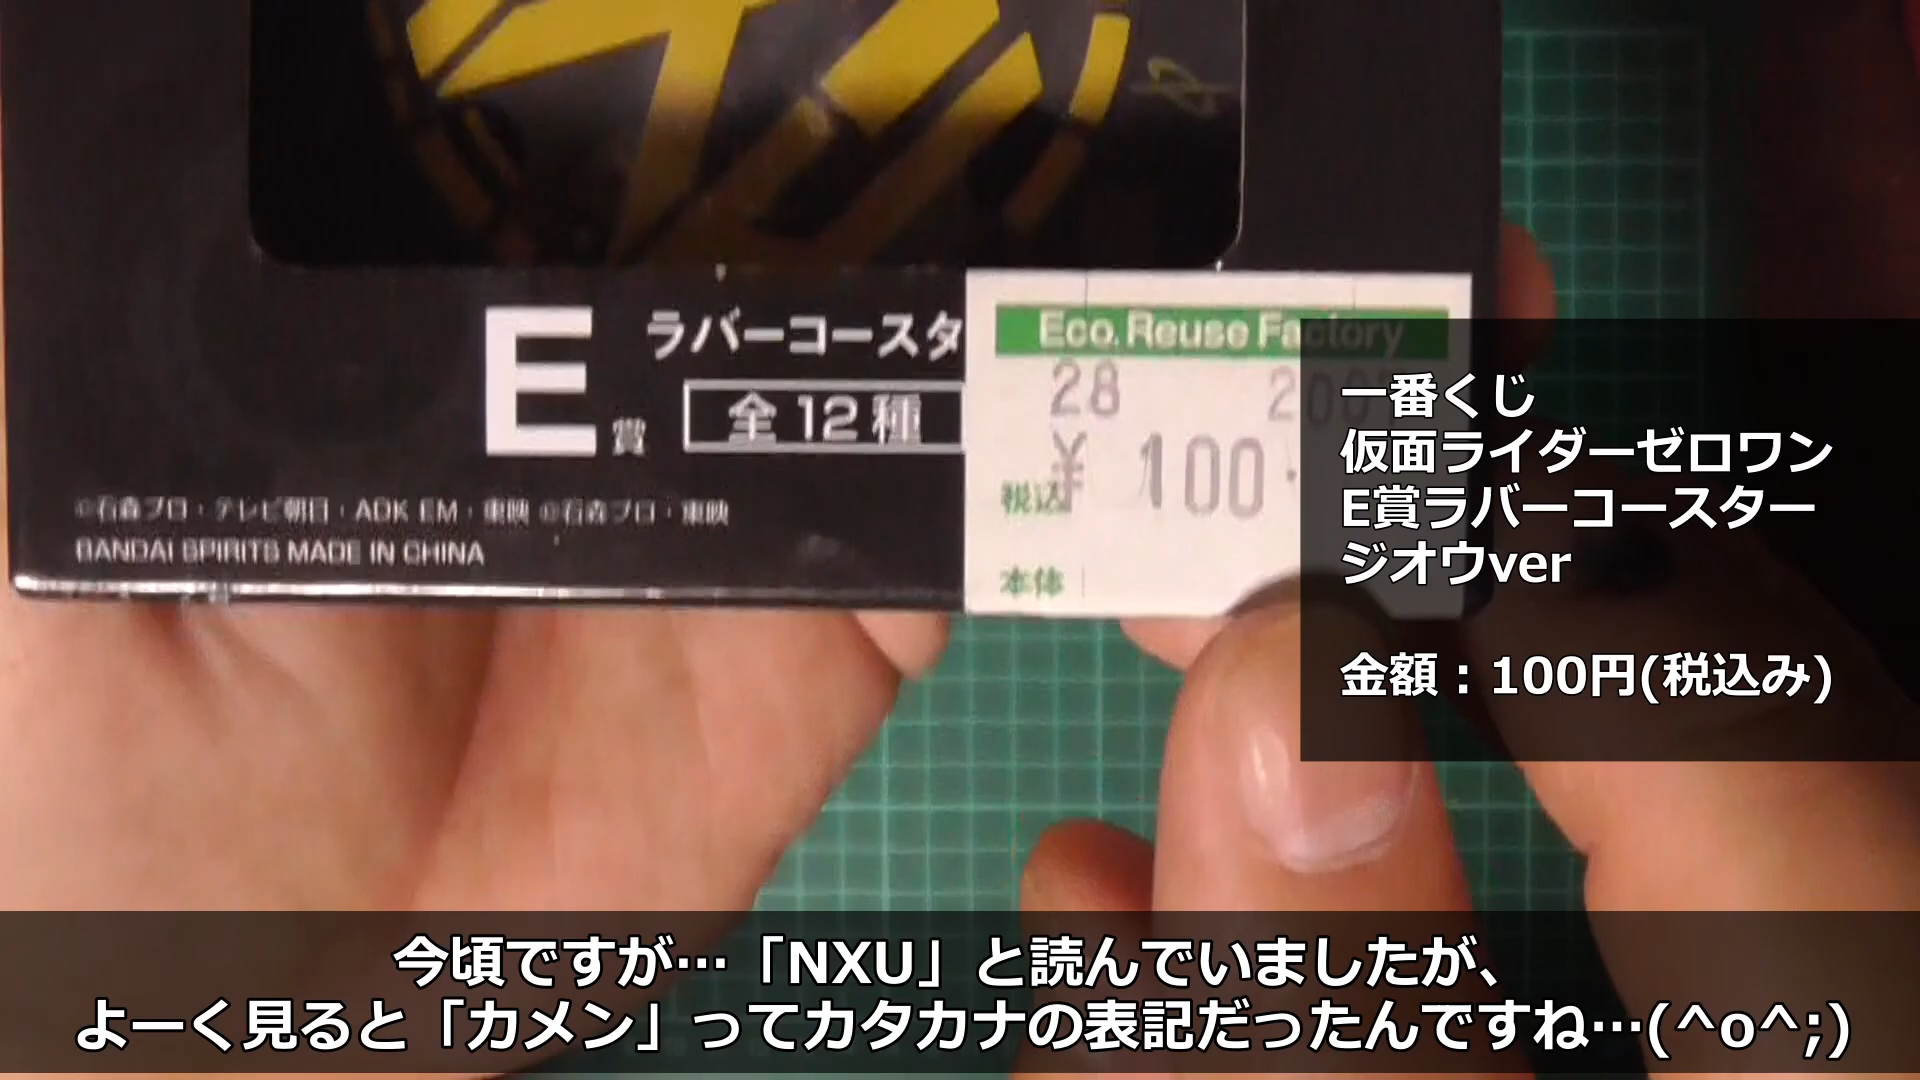 E賞
ラバーコースタ
全12種
©石森プロ・テレビ朝日・ADK EM・東映 ©石森プロ・東映
BANDAI SPIRITS MADE IN CHINA
Eco.Reuse Factory
28 200
税込 ¥ 100
本体
一番くじ
仮面ライダーゼロワン
E賞ラバーコースター
ジオウver
金額：100円(税込み)
今頃ですが…「NXU」と読んでいましたが、
よーく見ると「カメン」ってカタカナの表記だったんですね…(^o^;)